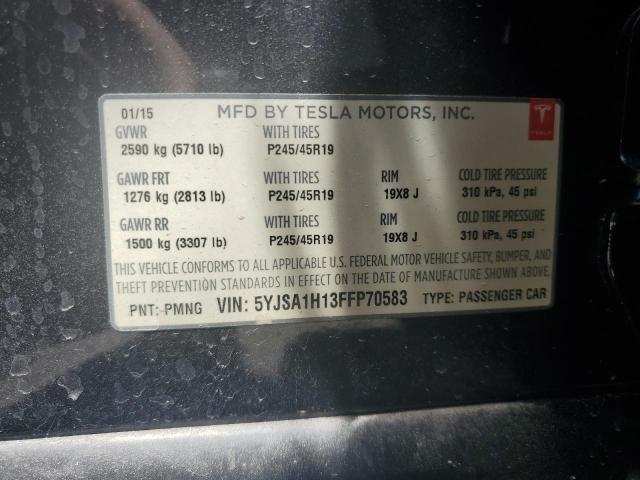 01/15 MFD BY TESLA MOTORS, INC. TESLA
GVWR WITH TIRES
2590 kg (5710 lb) P245/45R19
GAWR FRT WITH TIRES RIM COLD TIRE PRESSURE
1276 kg (2813 lb) P245/45R19 19X8 J 310 kPa, 45 psi
GAWR RR WITH TIRES RIM COLD TIRE PRESSURE
1500 kg (3307 lb) P245/45R19 19X8 J 310 kPa, 45 psi
THIS VEHICLE CONFORMS TO ALL APPLICABLE U.S. FEDERAL MOTOR VEHICLE SAFETY, BUMPER, AND
THEFT PREVENTION STANDARDS IN EFFECT ON THE DATE OF MANUFACTURE SHOWN ABOVE.
PNT: PMNG VIN: 5YJSA1H13FFP70583 TYPE: PASSENGER CAR